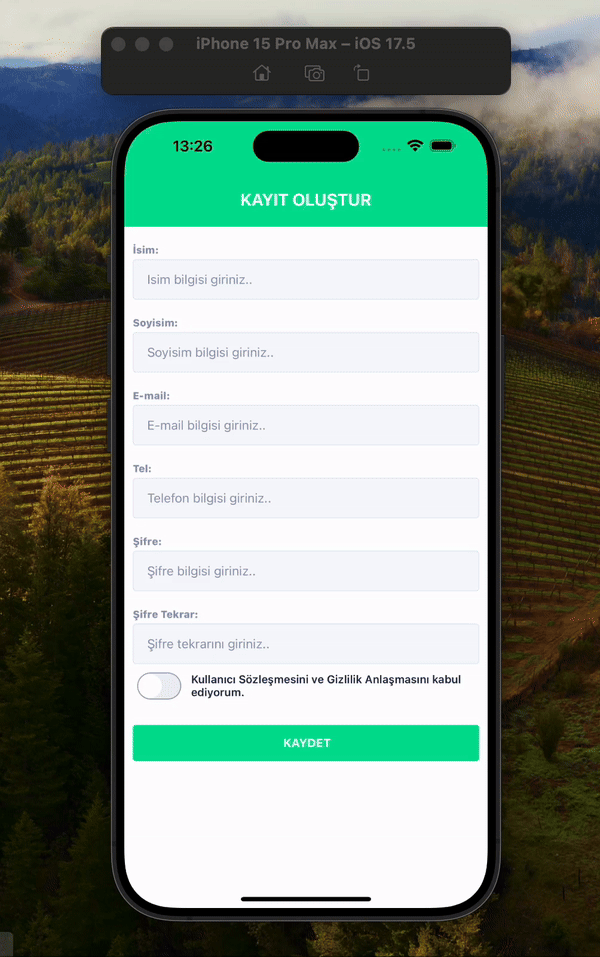 iPhone 15 Pro Max – iOS 17.5
13:26
KAYIT OLUŞTUR
İsim:
Isim bilgisi giriniz..
Soyisim:
Soyisim bilgisi giriniz..
E-mail:
E-mail bilgisi giriniz..
Tel:
Telefon bilgisi giriniz..
Şifre:
Şifre bilgisi giriniz..
Şifre Tekrar:
Şifre tekrarını giriniz..
Kullanıcı Sözleşmesini ve Gizlilik Anlaşmasını kabul
ediyorum.
KAYDET